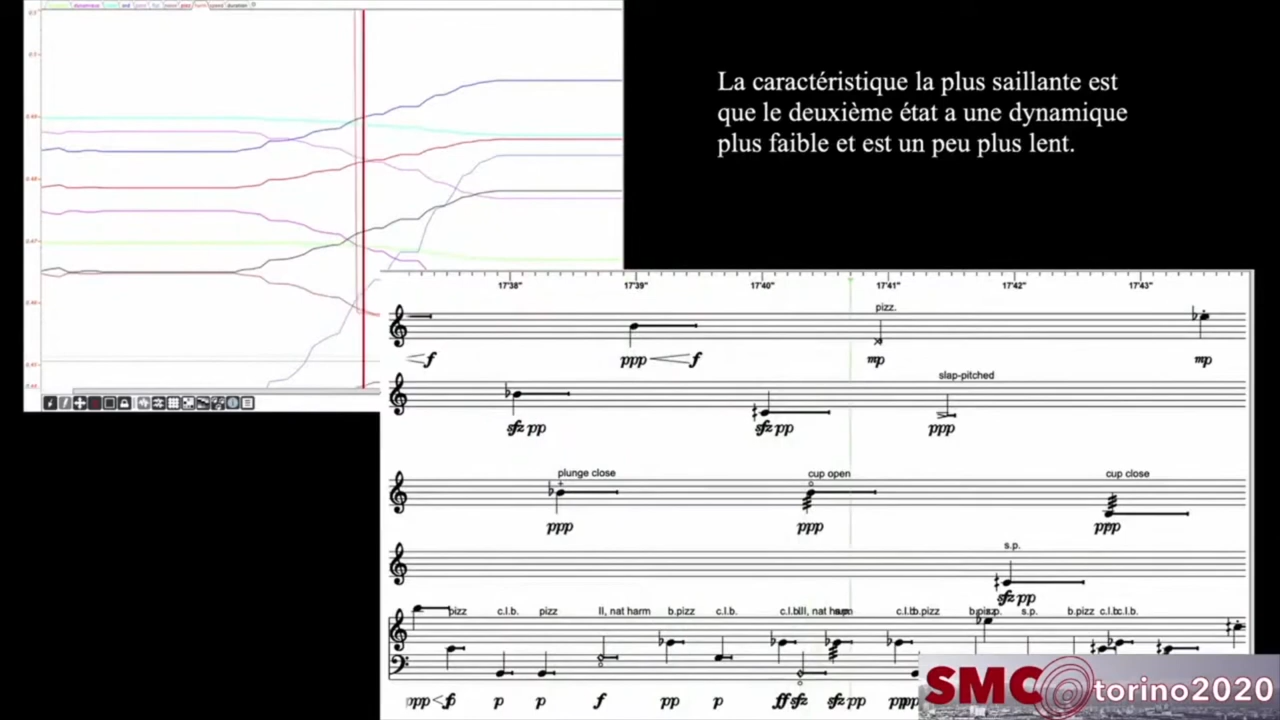 La caractéristique la plus saillante est
que le deuxième état a une dynamique
plus faible et est un peu plus lent.
17'38" 17'39" 17'40" 17'41" 17'42" 17'43"
pizz.
f ppp f mp mp
slap-pitched
sfz pp sfz pp ppp
plunge close cup open cup close
ppp ppp ppp
s.p.
sfz pp
pizz c.l.b. pizz II, nat harm b.pizz c.l.b. b.pizz s.p. b.pizz
ppp f p p f pp p ff sfz sfz pp
SMC torino2020